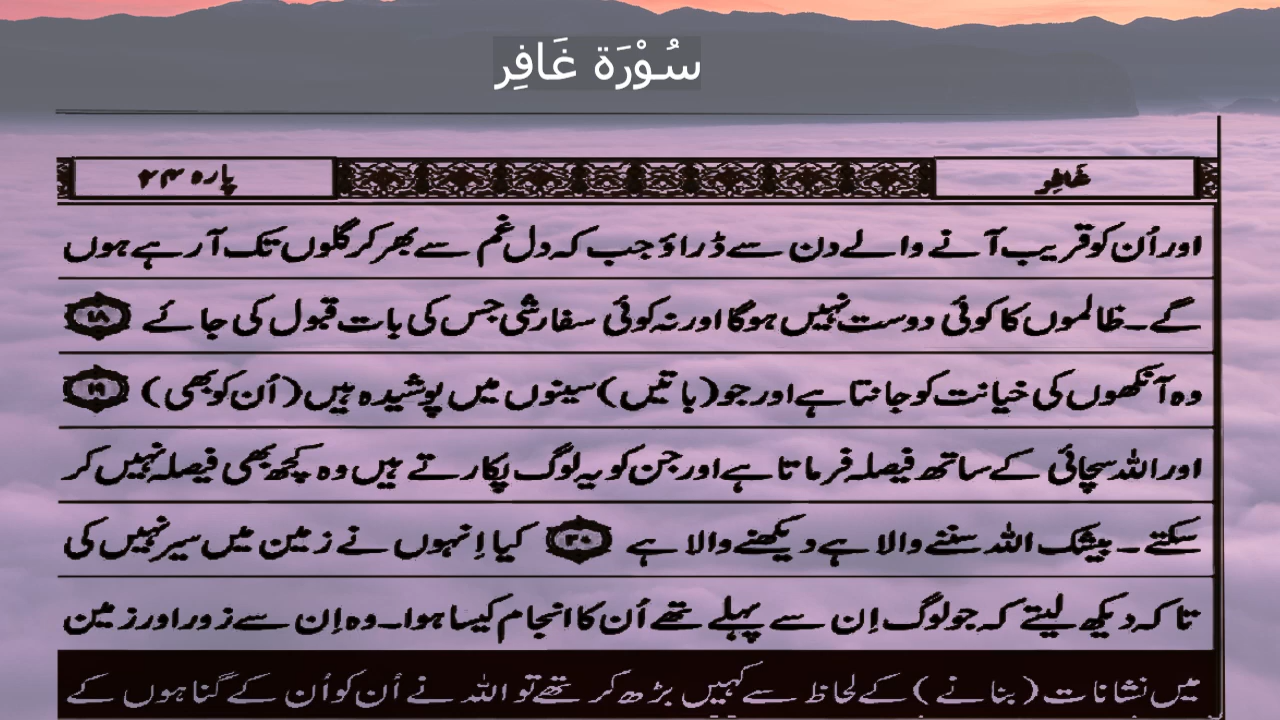 سُوْرَة غَافِر
غَافِر
پارہ ۲۴
اور اُن کو قریب آنے والے دن سے ڈراؤ جب کہ دل غم سے بھر کر گلوں تک آ رہے ہوں
گے۔ ظالموں کا کوئی دوست نہیں ہوگا اور نہ کوئی سفارشی جس کی بات قبول کی جائے ۱۸
وہ آنکھوں کی خیانت کو جانتا ہے اور جو (باتیں) سینوں میں پوشیدہ ہیں (اُن کو بھی) ۱۹
اور اللہ سچائی کے ساتھ فیصلہ فرماتا ہے اور جن کو یہ لوگ پکارتے ہیں وہ کچھ بھی فیصلہ نہیں کر
سکتے۔ بیشک اللہ سننے والا ہے دیکھنے والا ہے ۲۰ کیا اِنہوں نے زمین میں سیر نہیں کی
تاکہ دیکھ لیتے کہ جو لوگ اِن سے پہلے تھے اُن کا انجام کیسا ہوا۔ وہ اِن سے زور اور زمین
میں نشانات (بنانے) کے لحاظ سے کہیں بڑھ کر تھے تو اللہ نے اُن کو اُن کے گناہوں کے